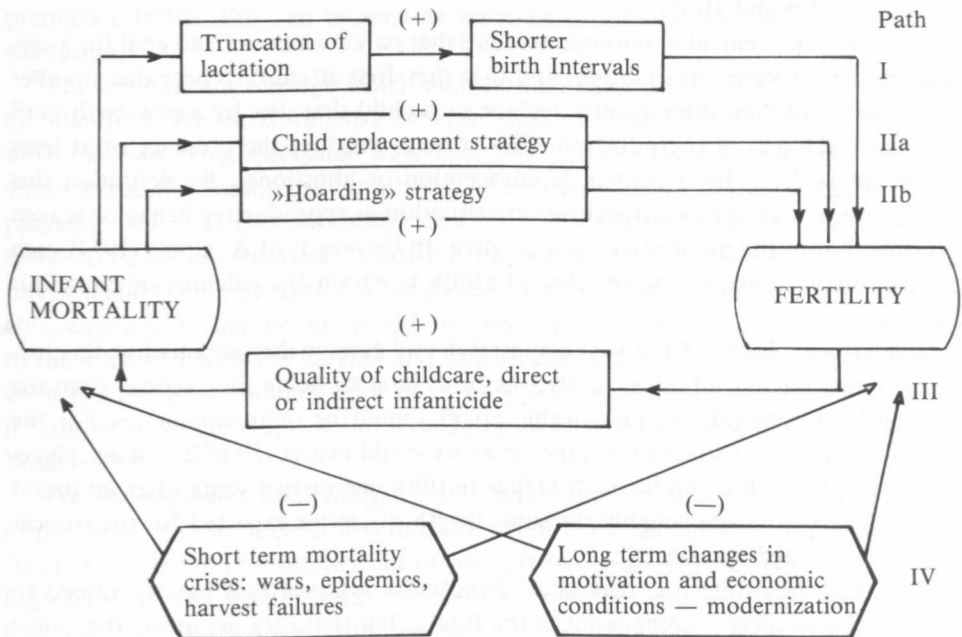 (+) Path
Truncation of lactation
Shorter birth Intervals
I
(+)
Child replacement strategy
IIa
»Hoarding» strategy
IIb
(+)
INFANT MORTALITY
FERTILITY
(+)
Quality of childcare, direct or indirect infanticide
III
(—) (—)
Short term mortality crises: wars, epidemics, harvest failures
Long term changes in motivation and economic conditions — modernization
IV